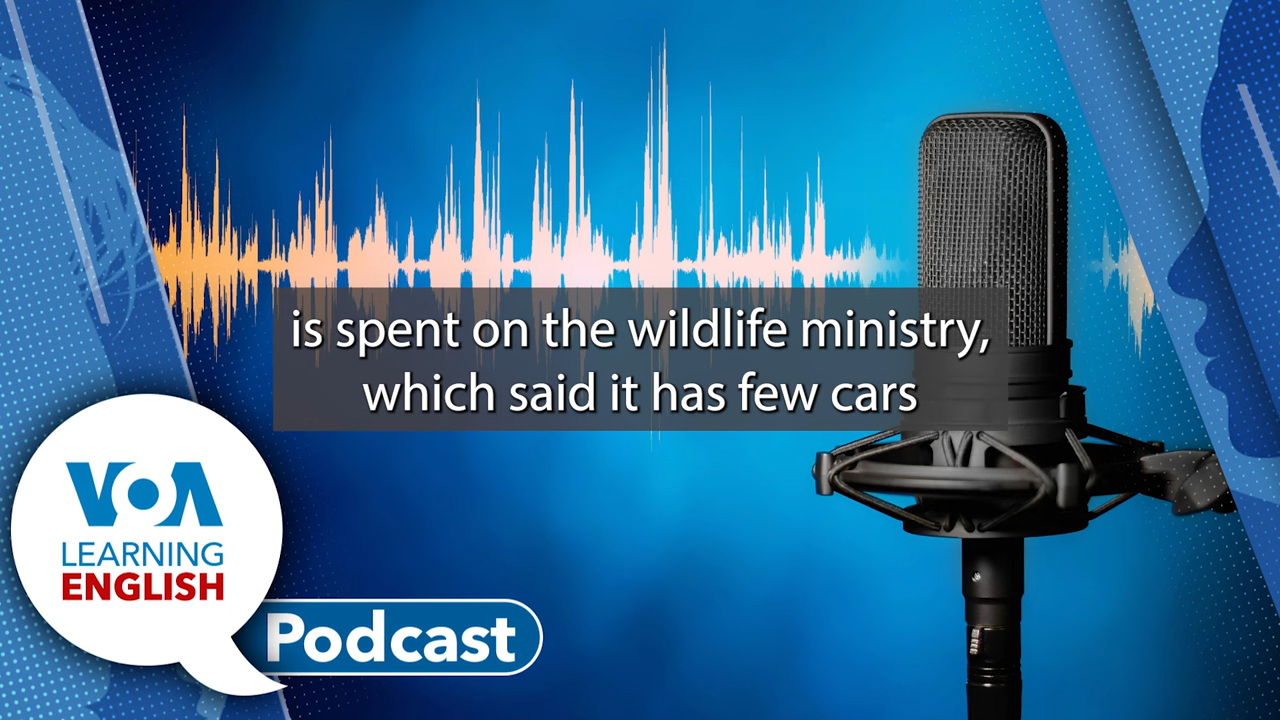 is spent on the wildlife ministry,
which said it has few cars
VOA
LEARNING
ENGLISH
Podcast